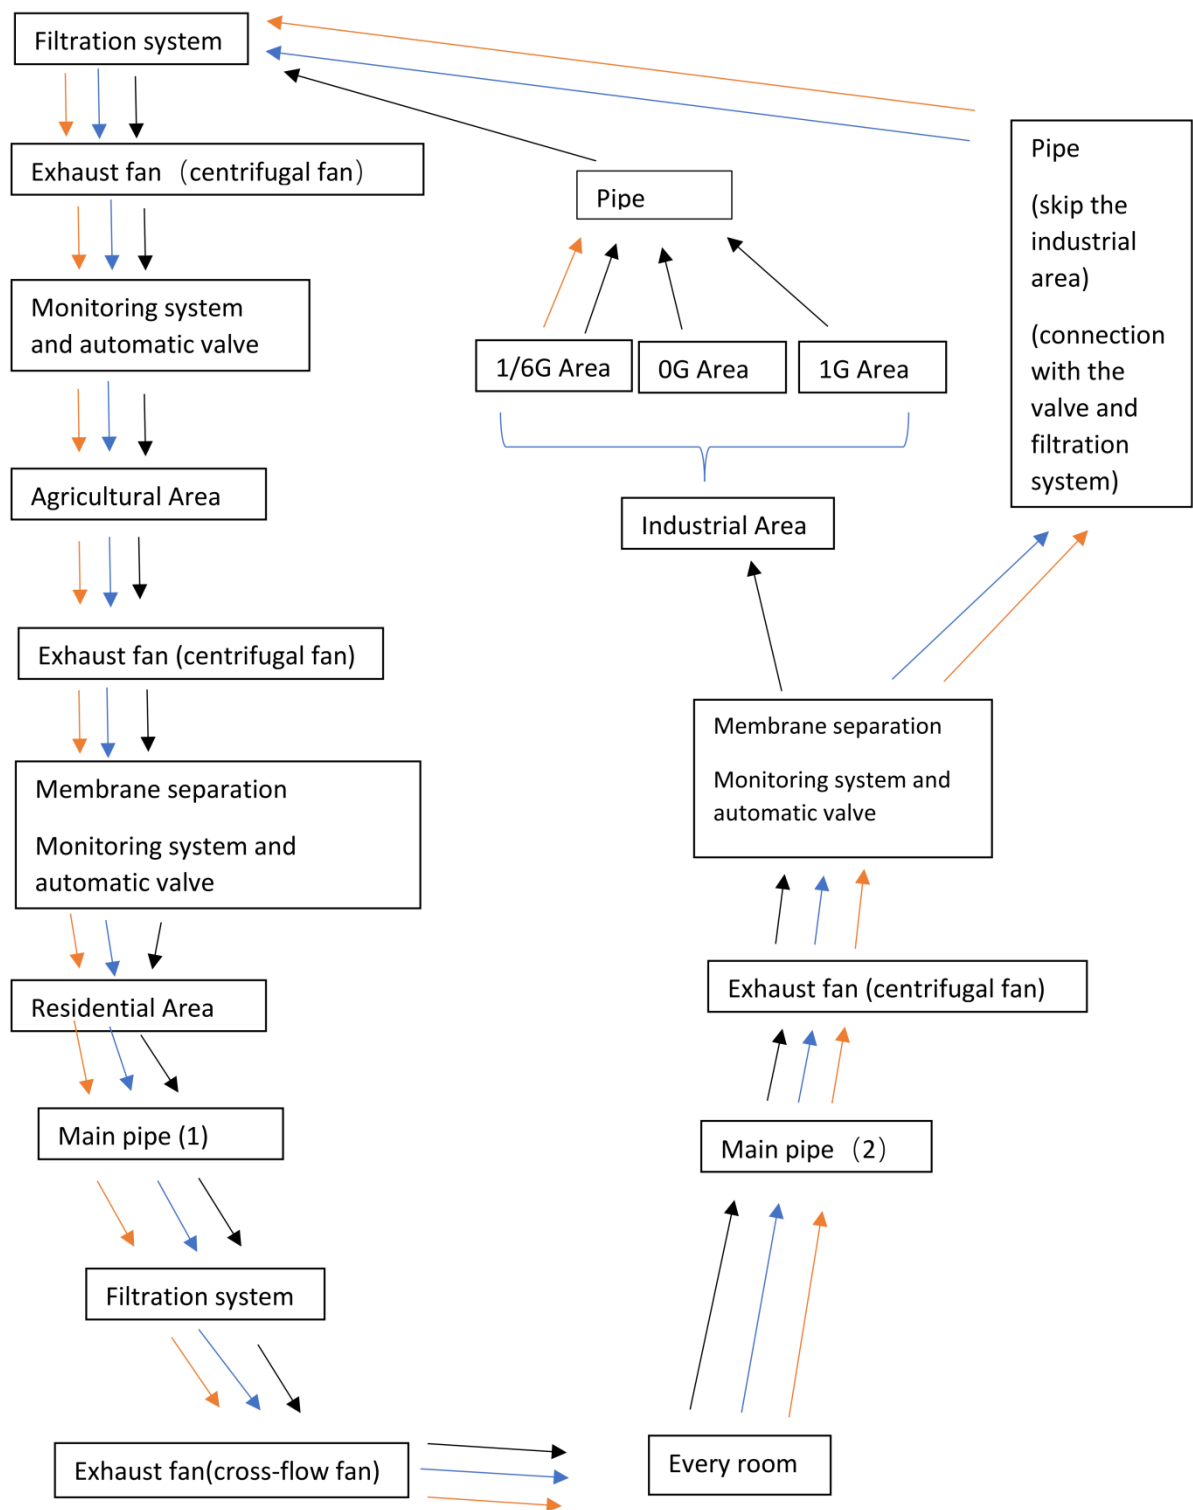 Filtration system
Exhaust fan（centrifugal fan）
Monitoring system
and automatic valve
Agricultural Area
Exhaust fan (centrifugal fan)
Membrane separation
Monitoring system and
automatic valve
Residential Area
Main pipe (1)
Filtration system
Exhaust fan(cross-flow fan)
Every room
Main pipe（2）
Exhaust fan (centrifugal fan)
Membrane separation
Monitoring system and
automatic valve
Industrial Area
1/6G Area
0G Area
1G Area
Pipe
Pipe
(skip the
industrial
area)
(connection
with the
valve and
filtration
system)